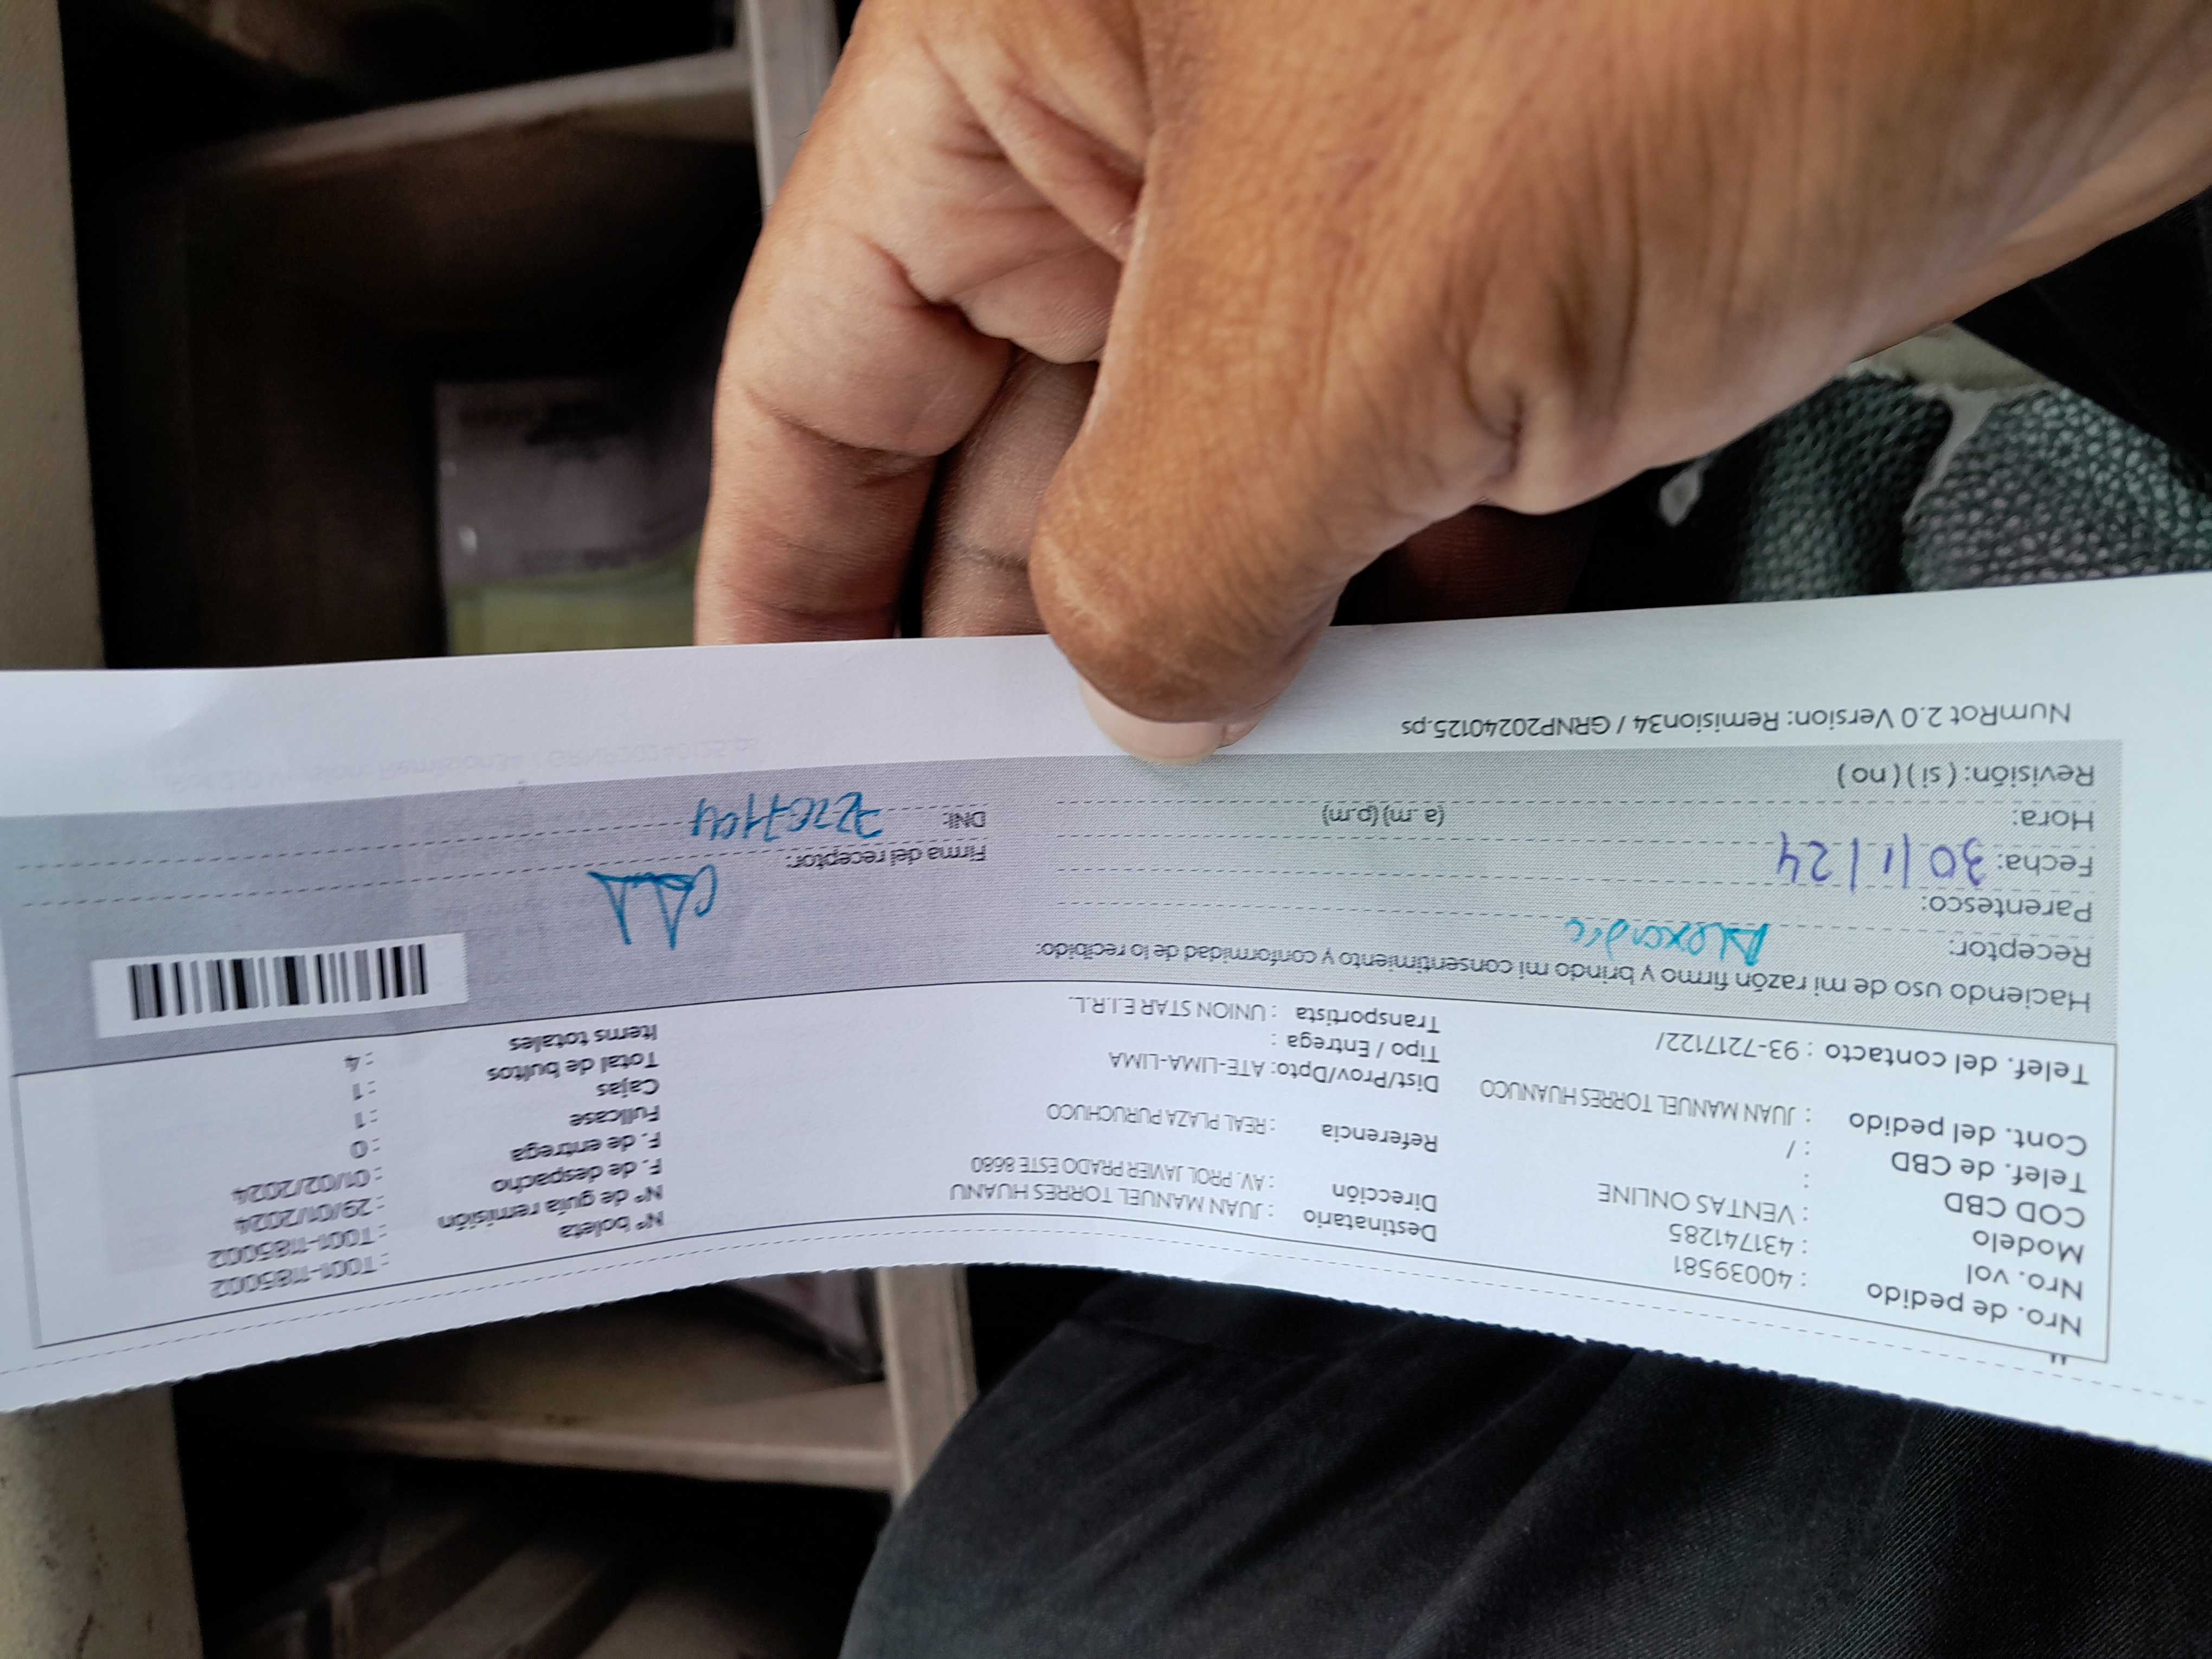 Nro. de pedido : 40039581
Nro. vol : 431741285
Modelo : VENTAS ONLINE
COD CBD :
Telef. de CBD : /
Cont. del pedido : JUAN MANUEL TORRES HUANUCO
Telef. del contacto : 93-7217122/
Destinatario : JUAN MANUEL TORRES HUANU
Dirección : AV. PROL JAVIER PRADO ESTE 8680
Referencia : REAL PLAZA PURUCHUCO
Dist/Prov/Dpto: ATE-LIMA-LIMA
Tipo / Entrega :
Transportista : UNION STAR E.I.R.L.
N° boleta : T001-1185002
N° de guía remisión : T001-1185002
F. de despacho : 29/01/2024
F. de entrega : 01/02/2024
Fullcase : 0
Cajas : 1
Total de bultos : 1
Items totales : 4
Haciendo uso de mi razón firmo y brindo mi consentimiento y conformidad de lo recibido:
Receptor:
Parentesco:
Fecha: 30/1/24
Hora: (a.m)(p.m)
Revisión: ( si ) ( no )
Firma del receptor:
DNI:
NumRot 2.0 Version: Remision34 / GRNP20240125.ps